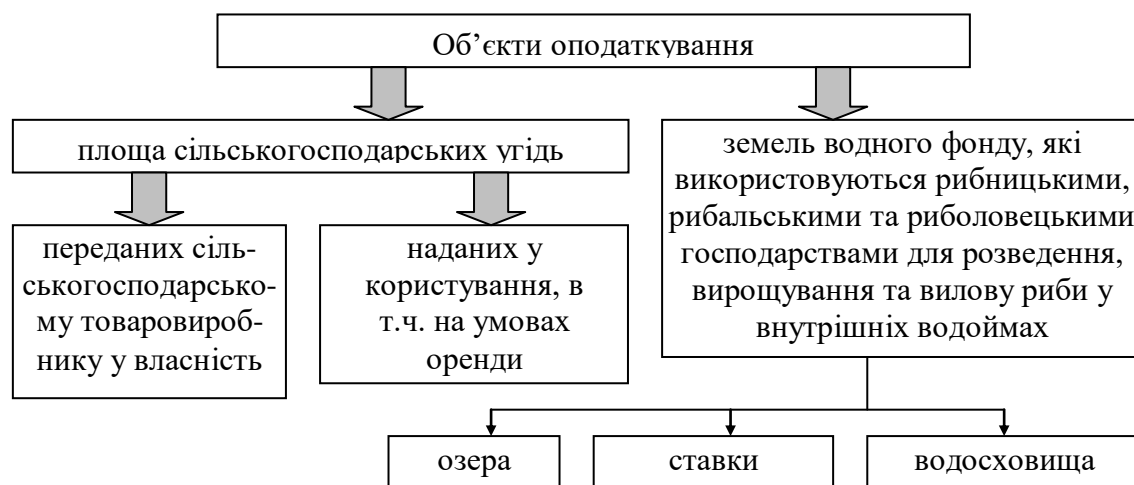 Об’єкти оподаткування
площа сільськогосподарських угідь
земель водного фонду, які
використовуються рибницькими,
рибальськими та риболовецькими
господарствами для розведення,
вирощування та вилову риби у
внутрішніх водоймах
переданих сіль-
ськогосподарсько-
му товаровироб-
нику у власність
наданих у
користування, в
т.ч. на умовах
оренди
озера
ставки
водосховища